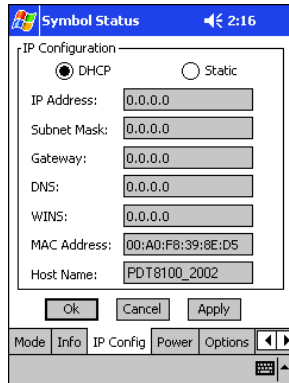 Symbol Status 2:16
IP Configuration
DHCP Static
IP Address: 0.0.0.0
Subnet Mask: 0.0.0.0
Gateway: 0.0.0.0
DNS: 0.0.0.0
WINS: 0.0.0.0
MAC Address: 00:A0:F8:39:8E:D5
Host Name: PDT8100_2002
Ok Cancel Apply
Mode Info IP Config Power Options